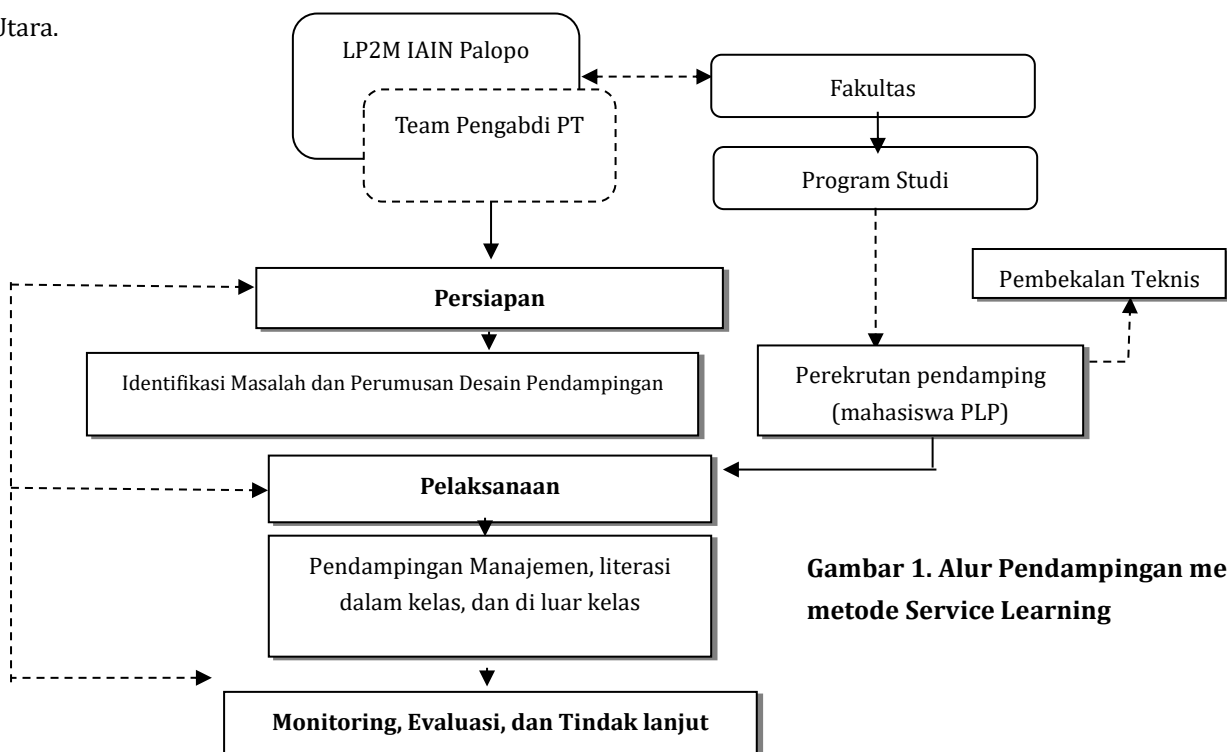 Utara.
LP2M IAIN Palopo
Team Pengabdi PT
Fakultas
Program Studi
Pembekalan Teknis
Persiapan
Identifikasi Masalah dan Perumusan Desain Pendampingan
Perekrutan pendamping
(mahasiswa PLP)
Pelaksanaan
Pendampingan Manajemen, literasi
dalam kelas, dan di luar kelas
Gambar 1. Alur Pendampingan me
metode Service Learning
Monitoring, Evaluasi, dan Tindak lanjut